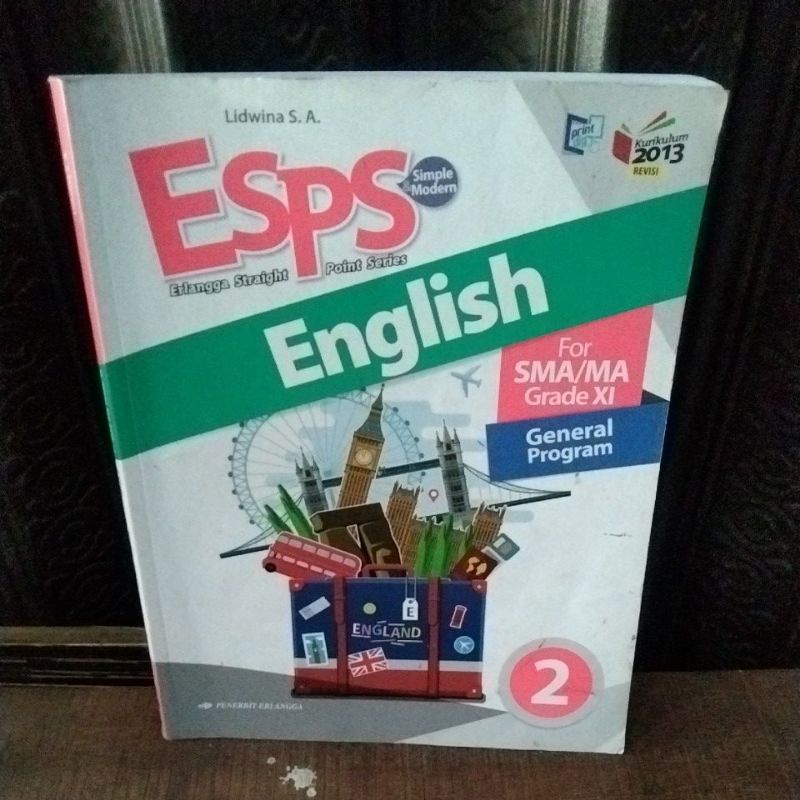 Lidwina S. A.
print
Kurikulum
2013
REVISI
ESPS
Simple
& Modern
Erlangga Straight Point Series
English
For
SMA/MA
Grade XI
General
Program
E
ENGLAND
2
PENERBIT ERLANGGA